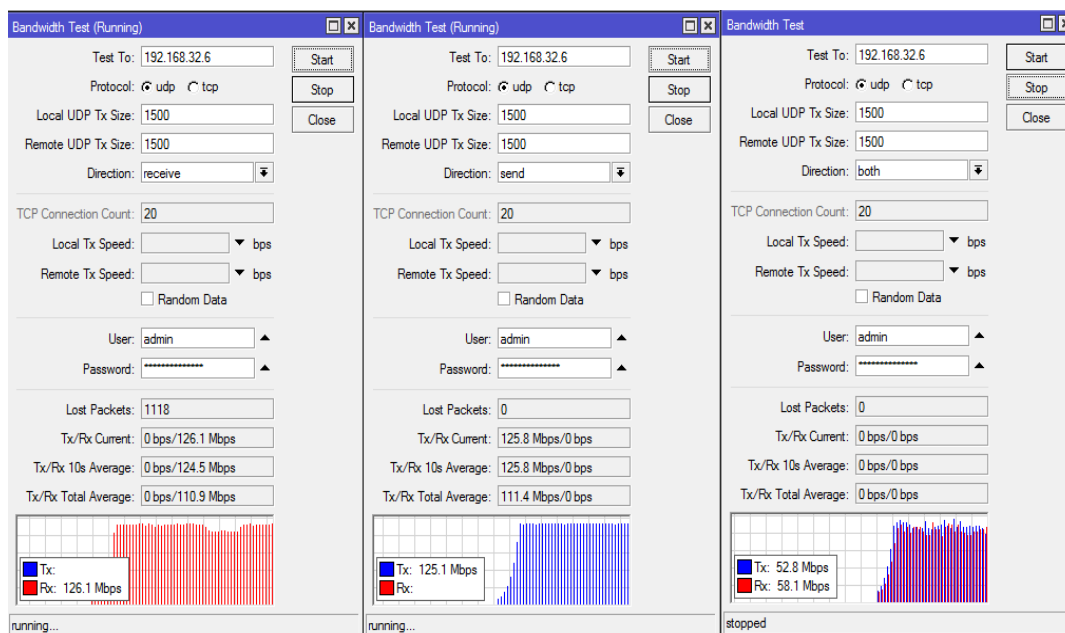 Bandwidth Test (Running)
Test To: 192.168.32.6
Start
Protocol: udp tcp
Stop
Local UDP Tx Size: 1500
Close
Remote UDP Tx Size: 1500
Direction: receive
TCP Connection Count: 20
Local Tx Speed: bps
Remote Tx Speed: bps
Random Data
User: admin
Password: **************
Lost Packets: 1118
Tx/Rx Current: 0 bps/126.1 Mbps
Tx/Rx 10s Average: 0 bps/124.5 Mbps
Tx/Rx Total Average: 0 bps/110.9 Mbps
Tx:
Rx: 126.1 Mbps
running...
Bandwidth Test (Running)
Test To: 192.168.32.6
Start
Protocol: udp tcp
Stop
Local UDP Tx Size: 1500
Close
Remote UDP Tx Size: 1500
Direction: send
TCP Connection Count: 20
Local Tx Speed: bps
Remote Tx Speed: bps
Random Data
User: admin
Password: **************
Lost Packets: 0
Tx/Rx Current: 125.8 Mbps/0 bps
Tx/Rx 10s Average: 125.8 Mbps/0 bps
Tx/Rx Total Average: 111.4 Mbps/0 bps
Tx: 125.1 Mbps
Rx:
running...
Bandwidth Test
Test To: 192.168.32.6
Start
Protocol: udp tcp
Stop
Local UDP Tx Size: 1500
Close
Remote UDP Tx Size: 1500
Direction: both
TCP Connection Count: 20
Local Tx Speed: bps
Remote Tx Speed: bps
Random Data
User: admin
Password: **************
Lost Packets: 0
Tx/Rx Current: 0 bps/0 bps
Tx/Rx 10s Average: 0 bps/0 bps
Tx/Rx Total Average: 0 bps/0 bps
Tx: 52.8 Mbps
Rx: 58.1 Mbps
stopped